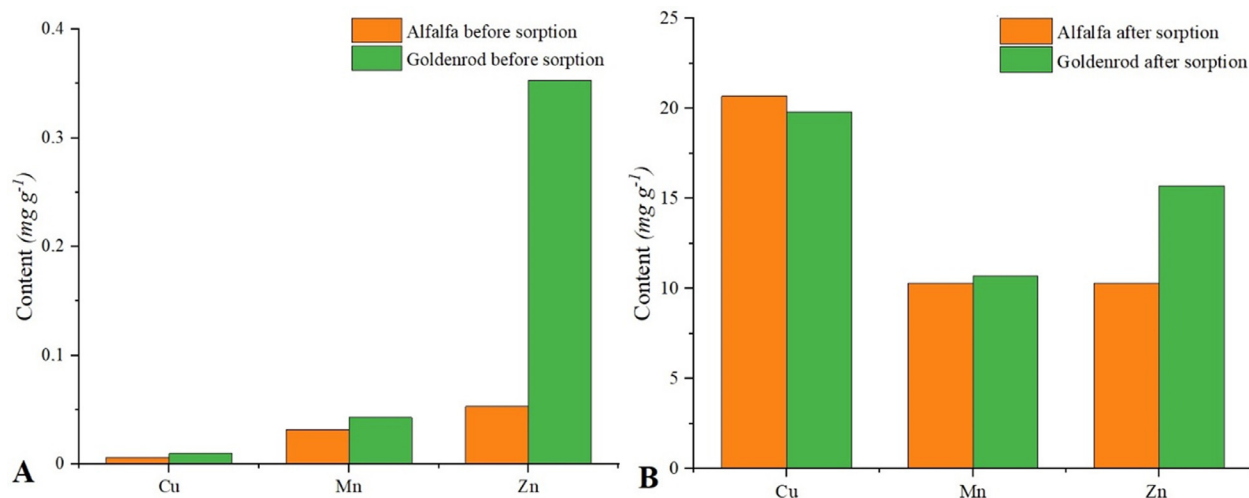 Alfalfa before sorption
Goldenrod before sorption
Content (mg g⁻¹)
0.4
0.3
0.2
0.1
0
Cu
Mn
Zn
A
Alfalfa after sorption
Goldenrod after sorption
Content (mg g⁻¹)
25
20
15
10
5
0
Cu
Mn
Zn
B